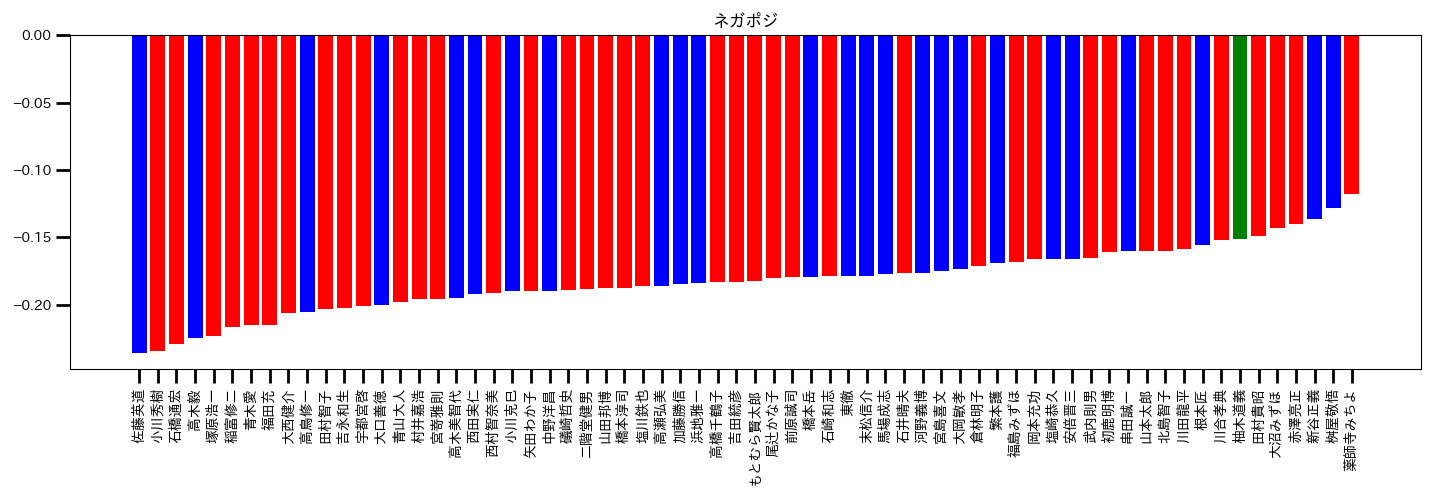 ネガポジ
0.00
−0.05
−0.10
−0.15
−0.20
佐藤英道
小川秀樹
石橋通宏
高木毅
塚原浩一
稲富修二
青木愛
福田充
大西健介
高鳥修一
田村智子
吉永和生
宇都宮啓
大口善徳
青山大人
村井嘉浩
宮嵜雅則
高木美智代
西田実仁
西村智奈美
小川克巳
矢田わか子
中野洋昌
礒崎哲史
二階堂健男
山田邦博
橋本淳司
塩川鉄也
高瀬弘美
加藤勝信
浜地雅一
高橋千鶴子
吉田統彦
もとむら賢太郎
尾辻かな子
前原誠司
橋本岳
石崎和志
東徹
末松信介
馬場成志
石井晴夫
河野義博
宮島喜文
大岡敏孝
倉林明子
繁本護
福島みずほ
岡本充功
塩崎恭久
安倍晋三
武内則男
初鹿明博
串田誠一
山本太郎
北島智子
川田龍平
根本匠
川合孝典
柚木道義
田村貴昭
大沼みずほ
赤澤亮正
新谷正義
桝屋敬悟
薬師寺みちよ